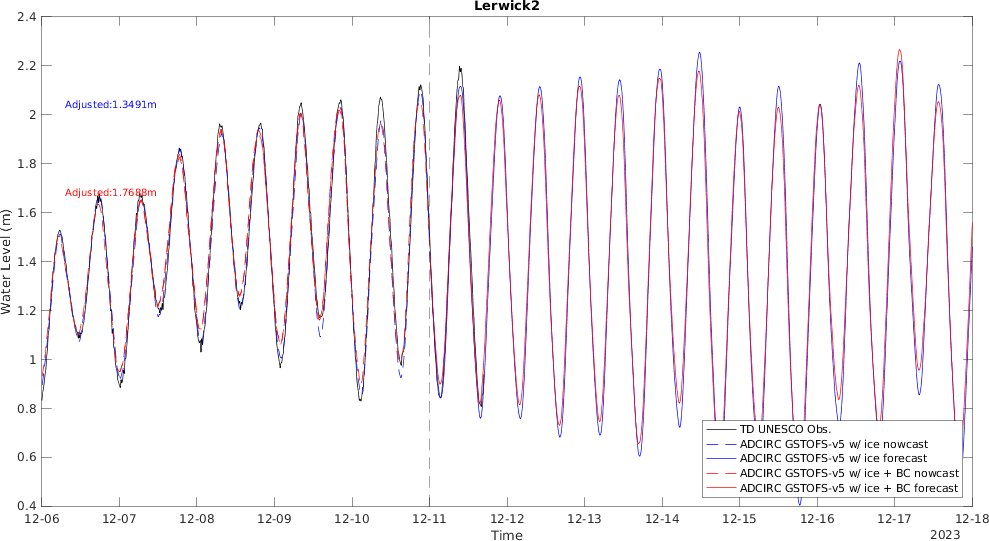 Lerwick2
2.4
2.2
2
1.8
1.6
1.4
1.2
1
0.8
0.6
0.4
Water Level (m)
Adjusted:1.3491m
Adjusted:1.7688m
TD UNESCO Obs.
ADCIRC GSTOFS-v5 w/ ice nowcast
ADCIRC GSTOFS-v5 w/ ice forecast
ADCIRC GSTOFS-v5 w/ ice + BC nowcast
ADCIRC GSTOFS-v5 w/ ice + BC forecast
12-06 12-07 12-08 12-09 12-10 12-11 12-12 12-13 12-14 12-15 12-16 12-17 12-18
Time
2023